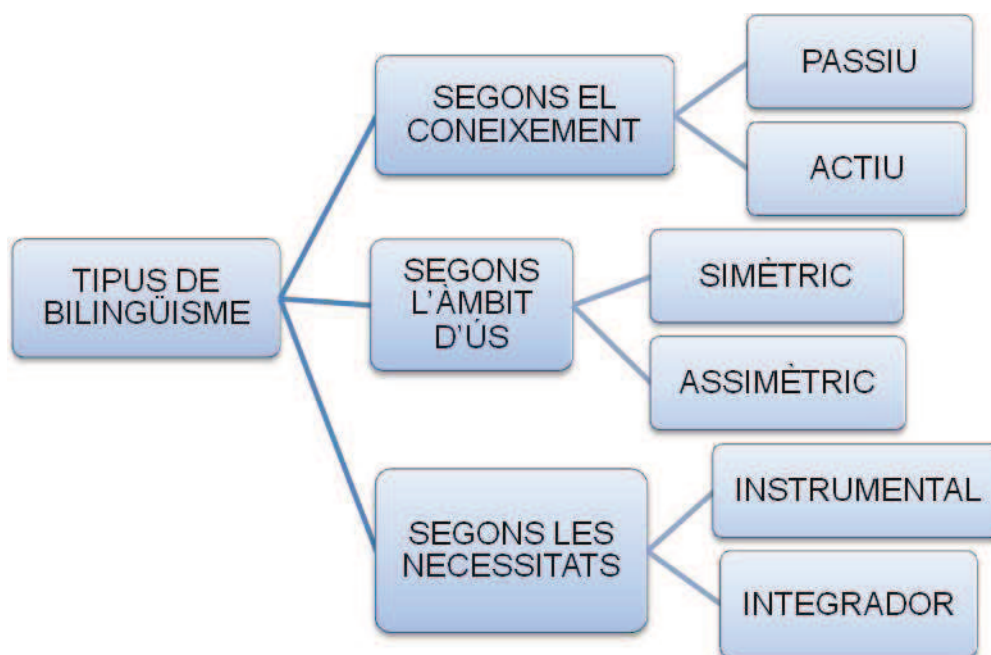 TIPUS DE
BILINGÜISME
SEGONS EL
CONEIXEMENT
PASSIU
ACTIU
SEGONS
L'ÀMBIT
D'ÚS
SIMÈTRIC
ASSIMÈTRIC
SEGONS LES
NECESSITATS
INSTRUMENTAL
INTEGRADOR